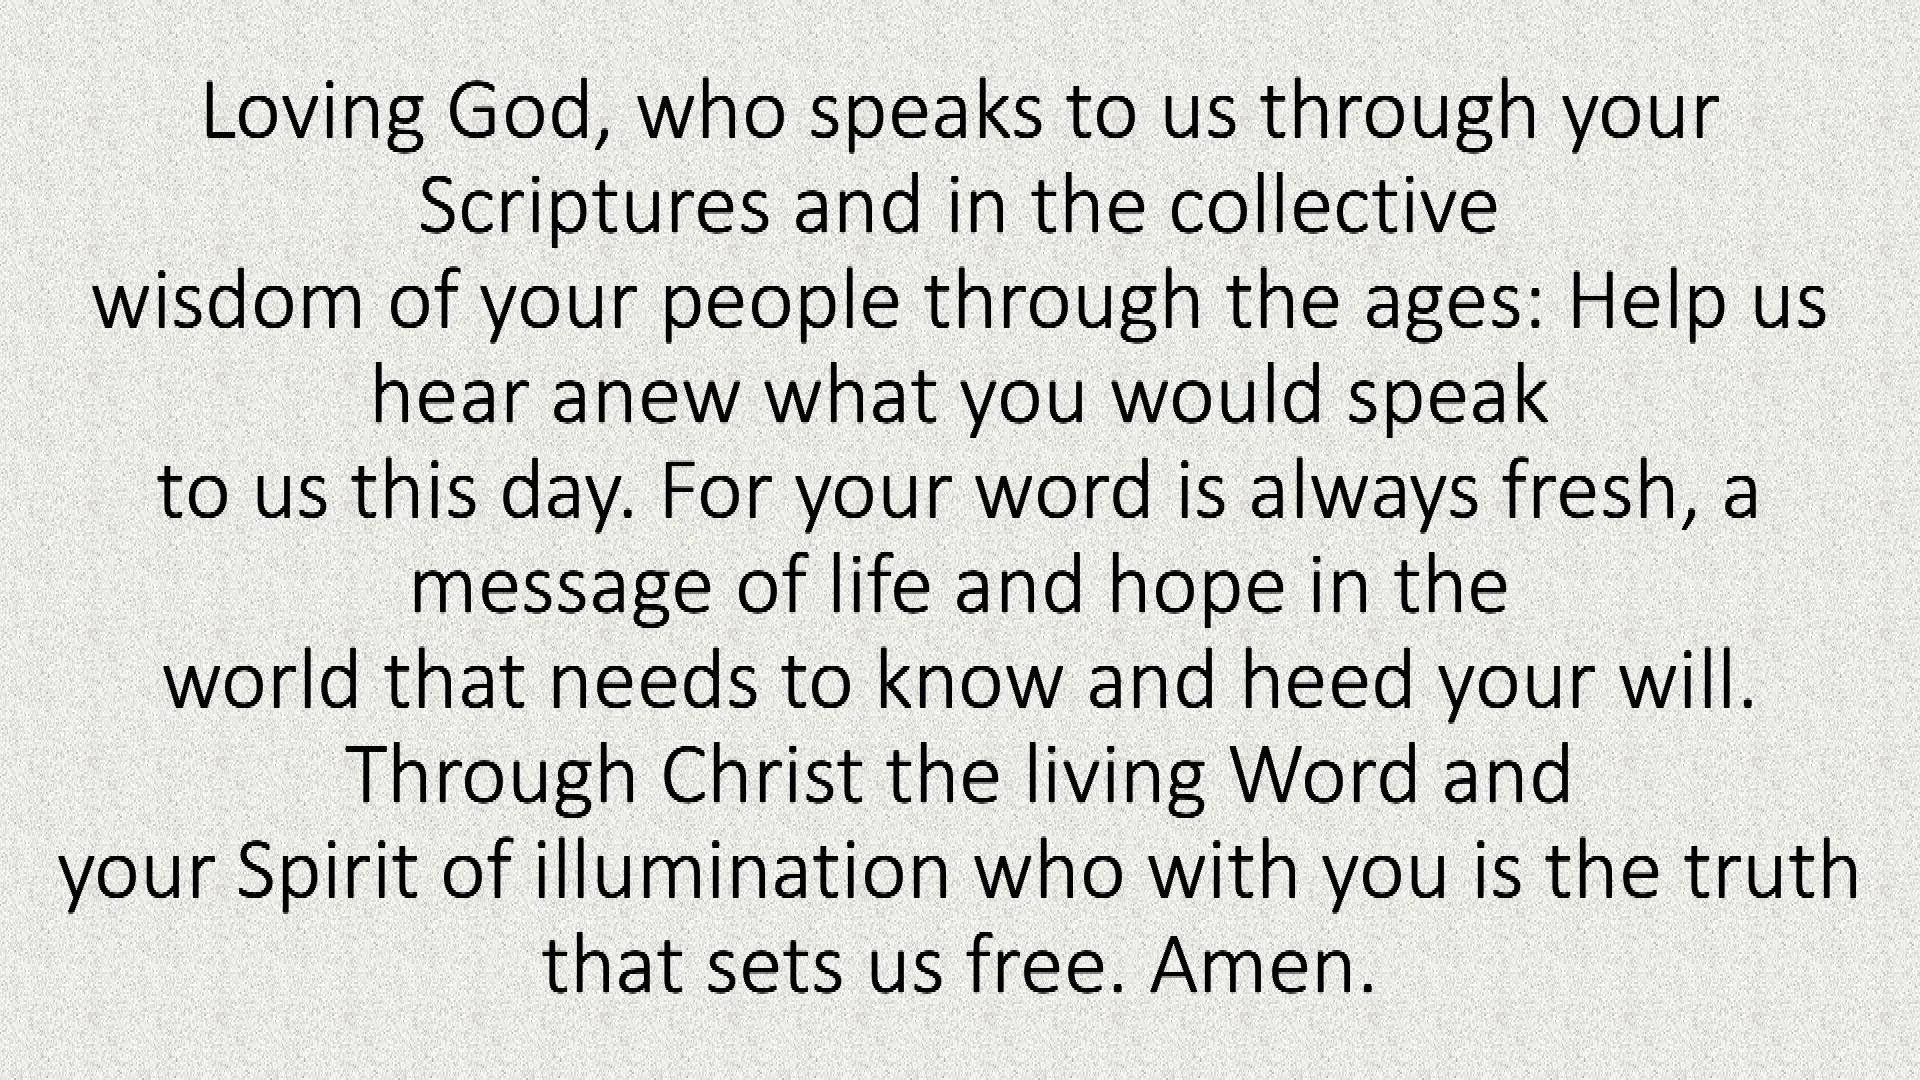 Loving God, who speaks to us through your
Scriptures and in the collective
wisdom of your people through the ages: Help us
hear anew what you would speak
to us this day. For your word is always fresh, a
message of life and hope in the
world that needs to know and heed your will.
Through Christ the living Word and
your Spirit of illumination who with you is the truth
that sets us free. Amen.